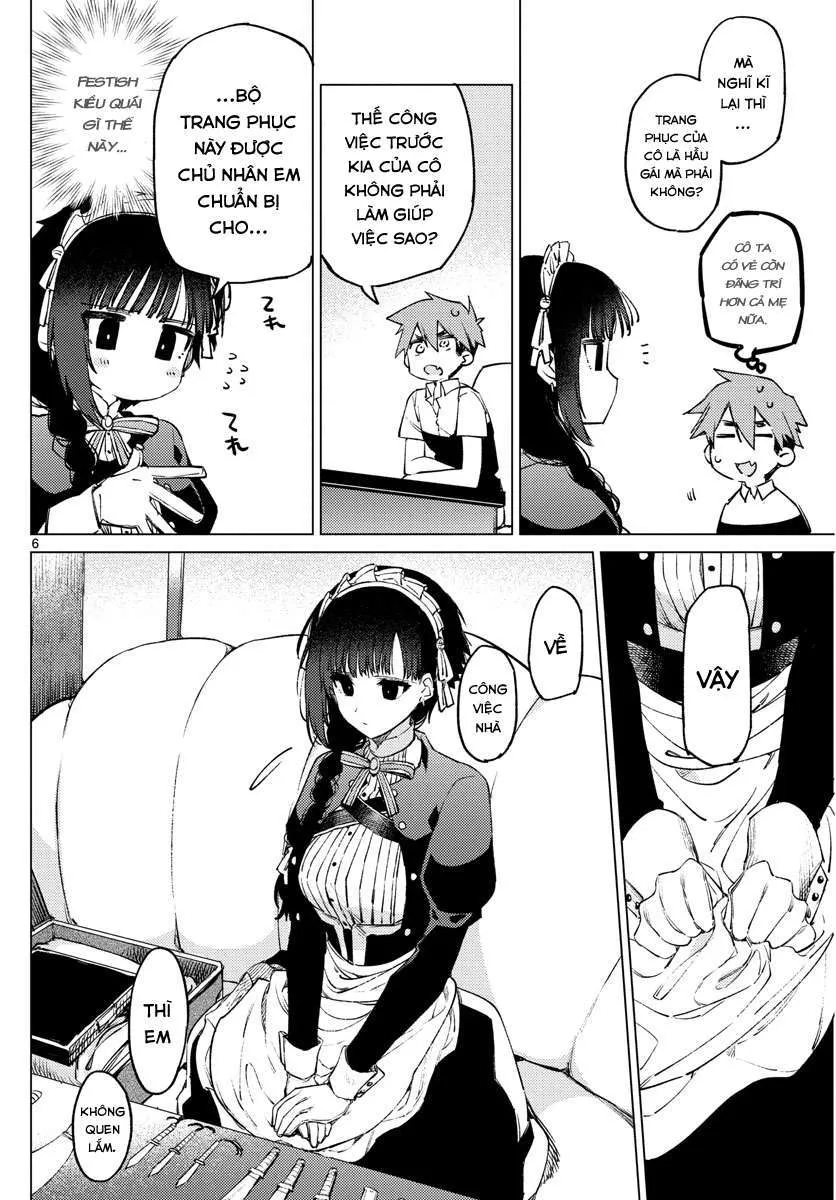 MÀ
NGHĨ KĨ
LẠI THÌ
...
TRANG
PHỤC CỦA
CÔ LÀ HẦU
GÁI MÀ PHẢI
KHÔNG?
CÔ TA
CÓ VẺ CÒN
ĐÃNG TRÍ
HƠN CẢ MẸ
NỮA.
THẾ CÔNG
VIỆC TRƯỚC
KIA CỦA CÔ
KHÔNG PHẢI
LÀM GIÚP
VIỆC SAO?
...BỘ
TRANG PHỤC
NÀY ĐƯỢC
CHỦ NHÂN EM
CHUẨN BỊ
CHO...
FESTISH
KIỂU QUÁI
GÌ THẾ
NÀY...
てれ
てれ
6
VẬY
VỀ
CÔNG
VIỆC NHÀ
THÌ
EM
KHÔNG
QUEN
LẮM.